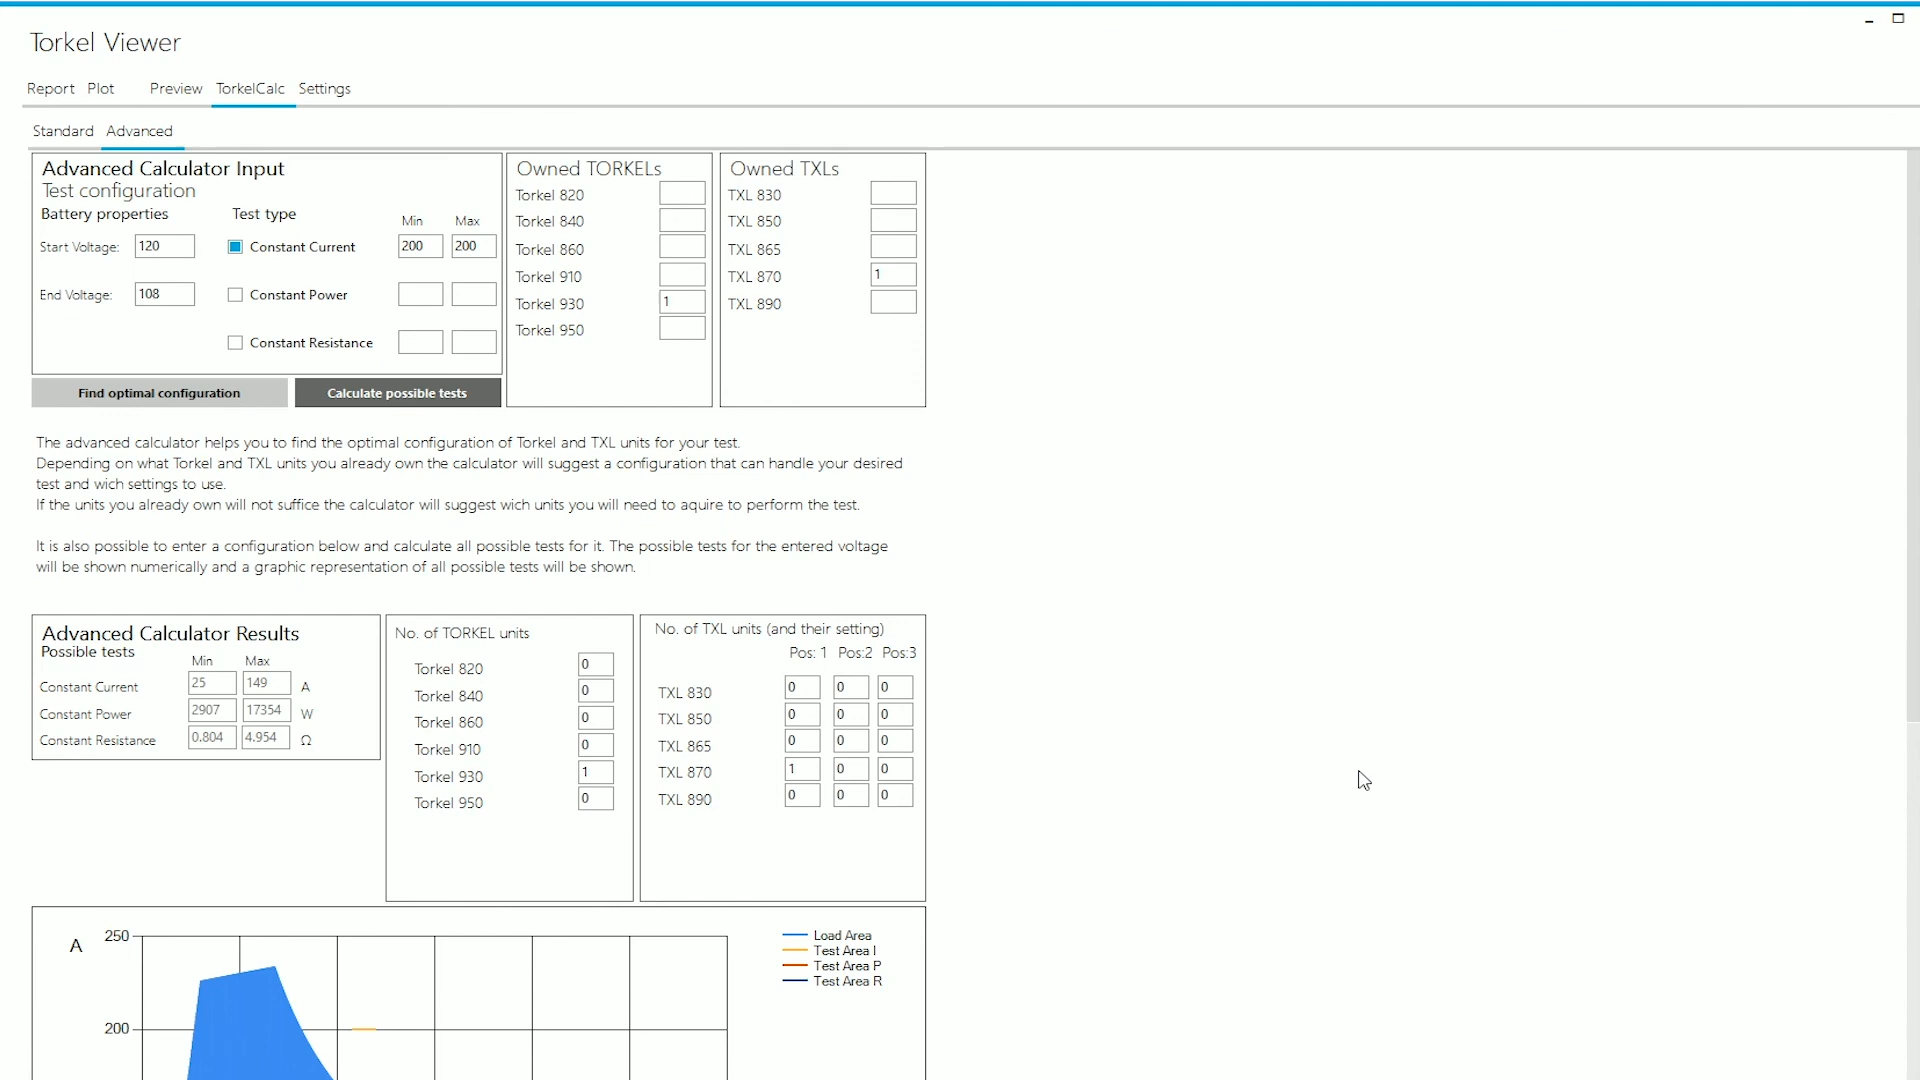 Torkel Viewer
Report Plot Preview TorkelCalc Settings
Standard Advanced
Advanced Calculator Input
Test configuration
Battery properties Test type Min Max
Start Voltage: 120 Constant Current 200 200
End Voltage: 108 Constant Power
Constant Resistance
Find optimal configuration Calculate possible tests
Owned TORKELs
Torkel 820
Torkel 840
Torkel 860
Torkel 910
Torkel 930 1
Torkel 950
Owned TXLs
TXL 830
TXL 850
TXL 865
TXL 870 1
TXL 890
The advanced calculator helps you to find the optimal configuration of Torkel and TXL units for your test.
Depending on what Torkel and TXL units you already own the calculator will suggest a configuration that can handle your desired
test and wich settings to use.
If the units you already own will not suffice the calculator will suggest wich units you will need to aquire to perform the test.
It is also possible to enter a configuration below and calculate all possible tests for it. The possible tests for the entered voltage
will be shown numerically and a graphic representation of all possible tests will be shown.
Advanced Calculator Results
Possible tests
Min Max
Constant Current 25 149 A
Constant Power 2907 17354 W
Constant Resistance 0.804 4.954 Ω
No. of TORKEL units
Torkel 820 0
Torkel 840 0
Torkel 860 0
Torkel 910 0
Torkel 930 1
Torkel 950 0
No. of TXL units (and their setting)
Pos: 1 Pos:2 Pos:3
TXL 830 0 0 0
TXL 850 0 0 0
TXL 865 0 0 0
TXL 870 1 0 0
TXL 890 0 0 0
A 250
200
Load Area
Test Area I
Test Area P
Test Area R